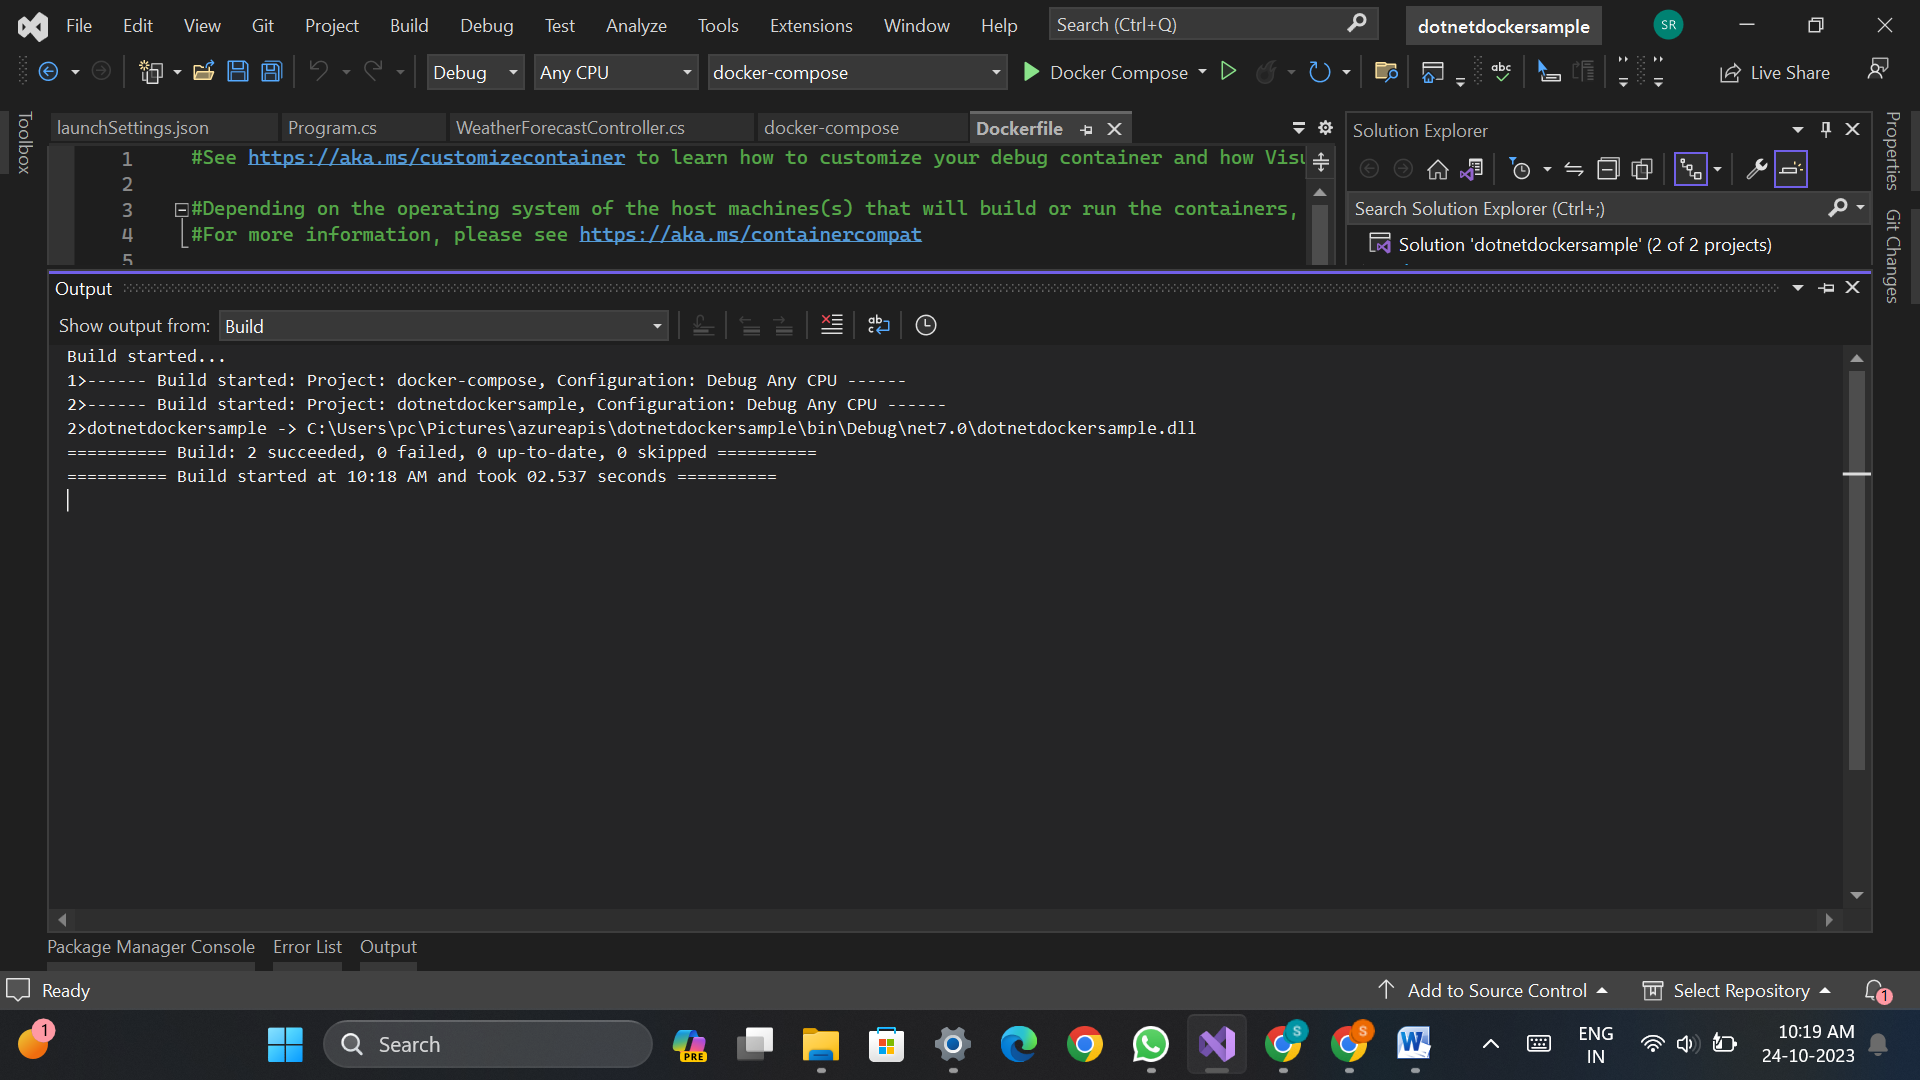 File Edit View Git Project Build Debug Test Analyze Tools Extensions Window Help Search (Ctrl+Q) dotnetdockersample SR
Debug Any CPU docker-compose Docker Compose Live Share
Toolbox
launchSettings.json Program.cs WeatherForecastController.cs docker-compose Dockerfile
1 #See https://aka.ms/customizecontainer to learn how to customize your debug container and how Visu
2
3 #Depending on the operating system of the host machines(s) that will build or run the containers,
4 #For more information, please see https://aka.ms/containercompat
5
Solution Explorer
Search Solution Explorer (Ctrl+;)
Solution 'dotnetdockersample' (2 of 2 projects)
Properties
Git Changes
Output
Show output from: Build
Build started...
1>------ Build started: Project: docker-compose, Configuration: Debug Any CPU ------
2>------ Build started: Project: dotnetdockersample, Configuration: Debug Any CPU ------
2>dotnetdockersample -> C:\Users\pc\Pictures\azureapis\dotnetdockersample\bin\Debug\net7.0\dotnetdockersample.dll
========== Build: 2 succeeded, 0 failed, 0 up-to-date, 0 skipped ==========
========== Build started at 10:18 AM and took 02.537 seconds ==========
Package Manager Console Error List Output
Ready Add to Source Control Select Repository 1
1 Search PRE S S ENG
IN
10:19 AM
24-10-2023